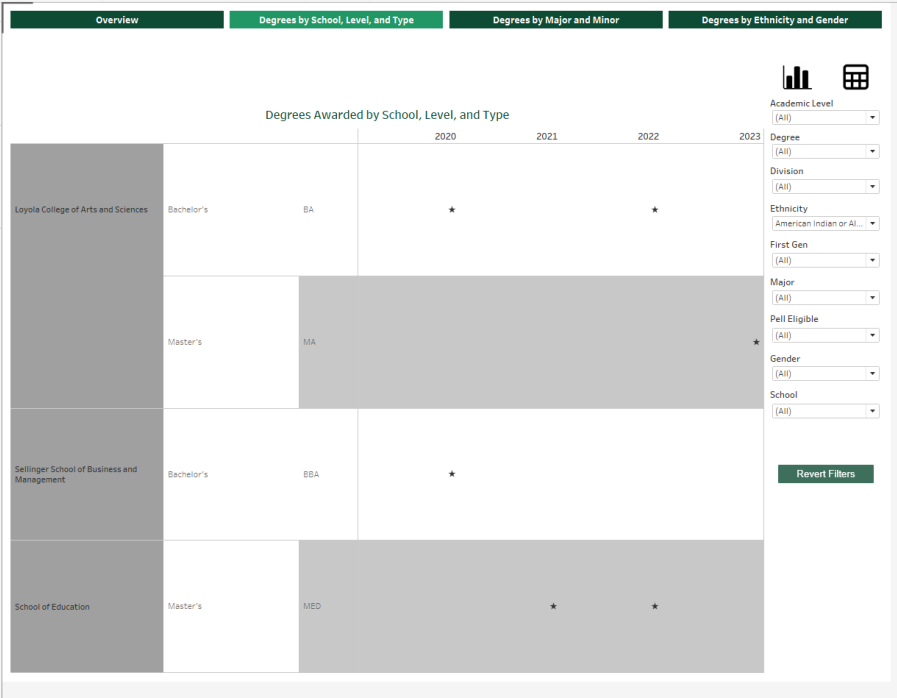 Overview
Degrees by School, Level, and Type
Degrees by Major and Minor
Degrees by Ethnicity and Gender
Degrees Awarded by School, Level, and Type
2020 2021 2022 2023
Loyola College of Arts and Sciences Bachelor's BA ★ ★
Master's MA ★
Sellinger School of Business and
Management
Bachelor's BBA ★
School of Education Master's MED ★ ★
Academic Level
(All)
Degree
(All)
Division
(All)
Ethnicity
American Indian or Al...
First Gen
(All)
Major
(All)
Pell Eligible
(All)
Gender
(All)
School
(All)
Revert Filters